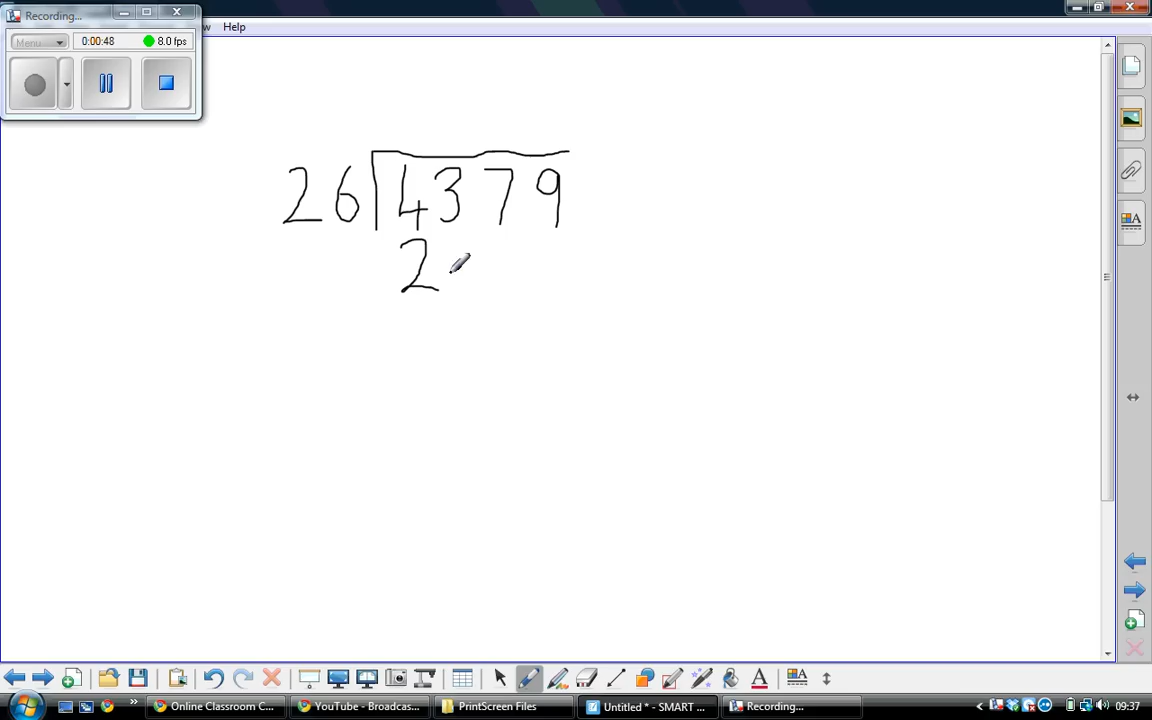 Recording...
w Help
Menu
0:00:48
8.0 fps
26 4379
2
A
Online Classroom C...
YouTube - Broadcas...
PrintScreen Files
Untitled * - SMART ...
Recording...
09:37